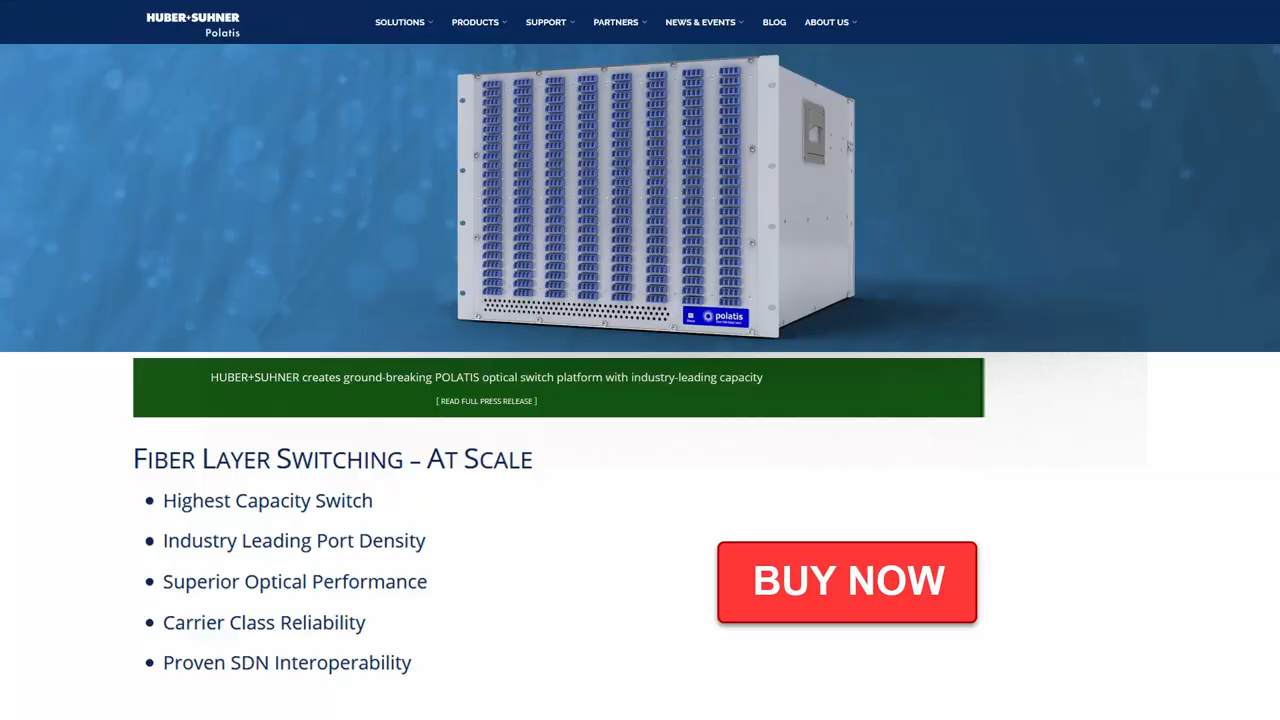 HUBER+SUHNER
Polatis
SOLUTIONS
PRODUCTS
SUPPORT
PARTNERS
NEWS & EVENTS
BLOG
ABOUT US
polatis
HUBER+SUHNER creates ground-breaking POLATIS optical switch platform with industry-leading capacity
[ READ FULL PRESS RELEASE ]
FIBER LAYER SWITCHING – AT SCALE
• Highest Capacity Switch
• Industry Leading Port Density
• Superior Optical Performance
• Carrier Class Reliability
• Proven SDN Interoperability
BUY NOW